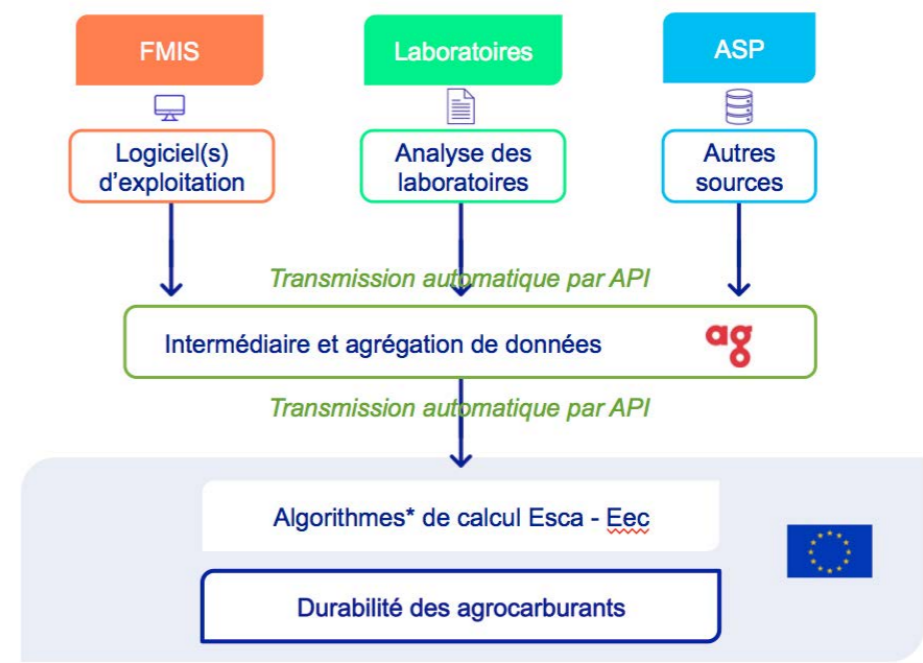 FMIS
Laboratoires
ASP
Logiciel(s)
d'exploitation
Analyse des
laboratoires
Autres
sources
Transmission automatique par API
Intermédiaire et agrégation de données
ag
Transmission automatique par API
Algorithmes* de calcul Esca - Eec
Durabilité des agrocarburants